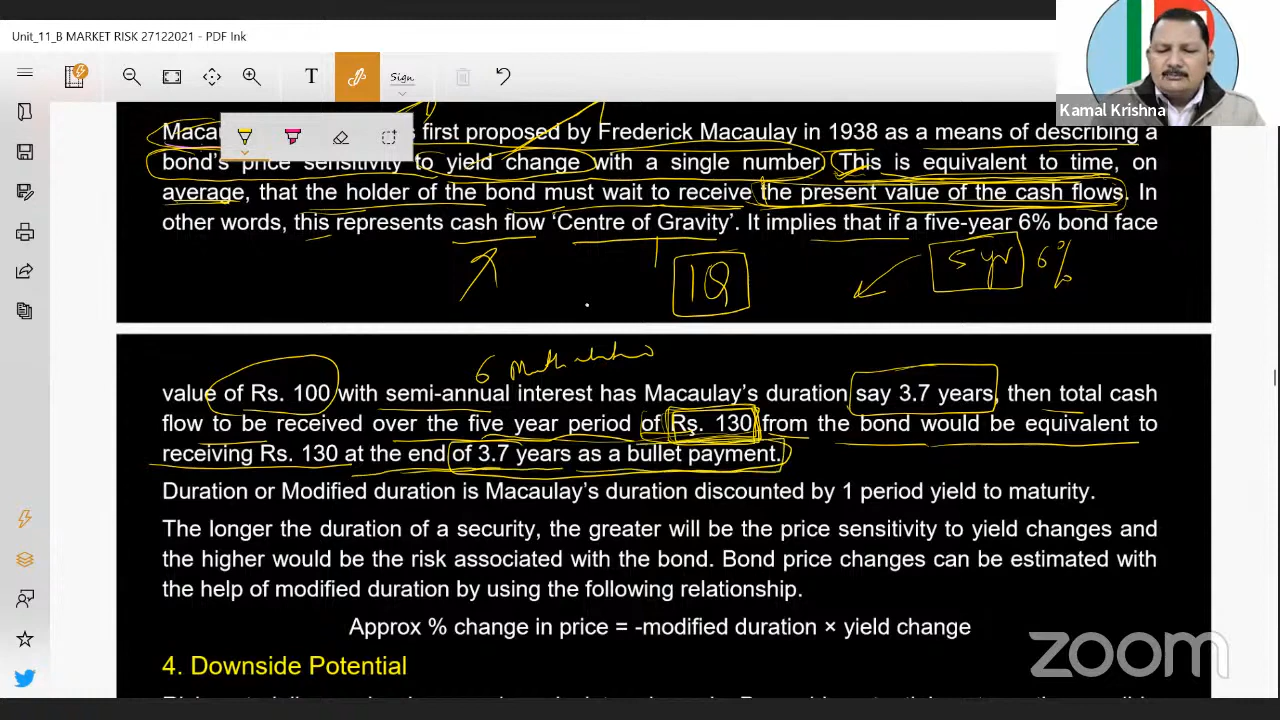 Unit_11_B MARKET RISK 27122021 - PDF Ink
T
Sign
Kamal Krishna
first proposed by Frederick Macaulay in 1938 as a means of describing a
bond's price sensitivity to yield change with a single number. This is equivalent to time, on
average, that the holder of the bond must wait to receive the present value of the cash flows. In
other words, this represents cash flow 'Centre of Gravity'. It implies that if a five-year 6% bond face
5 yr 6%
value of Rs. 100 with semi-annual interest has Macaulay's duration say 3.7 years, then total cash
flow to be received over the five year period of Rs. 130 from the bond would be equivalent to
receiving Rs. 130 at the end of 3.7 years as a bullet payment.
Duration or Modified duration is Macaulay's duration discounted by 1 period yield to maturity.
The longer the duration of a security, the greater will be the price sensitivity to yield changes and
the higher would be the risk associated with the bond. Bond price changes can be estimated with
the help of modified duration by using the following relationship.
Approx % change in price = -modified duration × yield change
zoom
4. Downside Potential